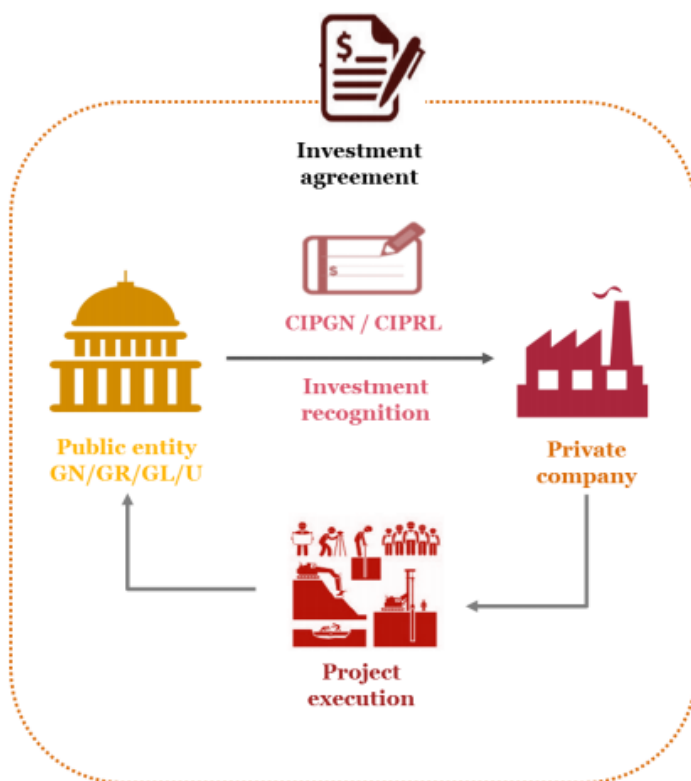 $
Investment
agreement
$
CIPGN / CIPRL
Investment
recognition
Public entity
GN/GR/GL/U
Private
company
Project
execution